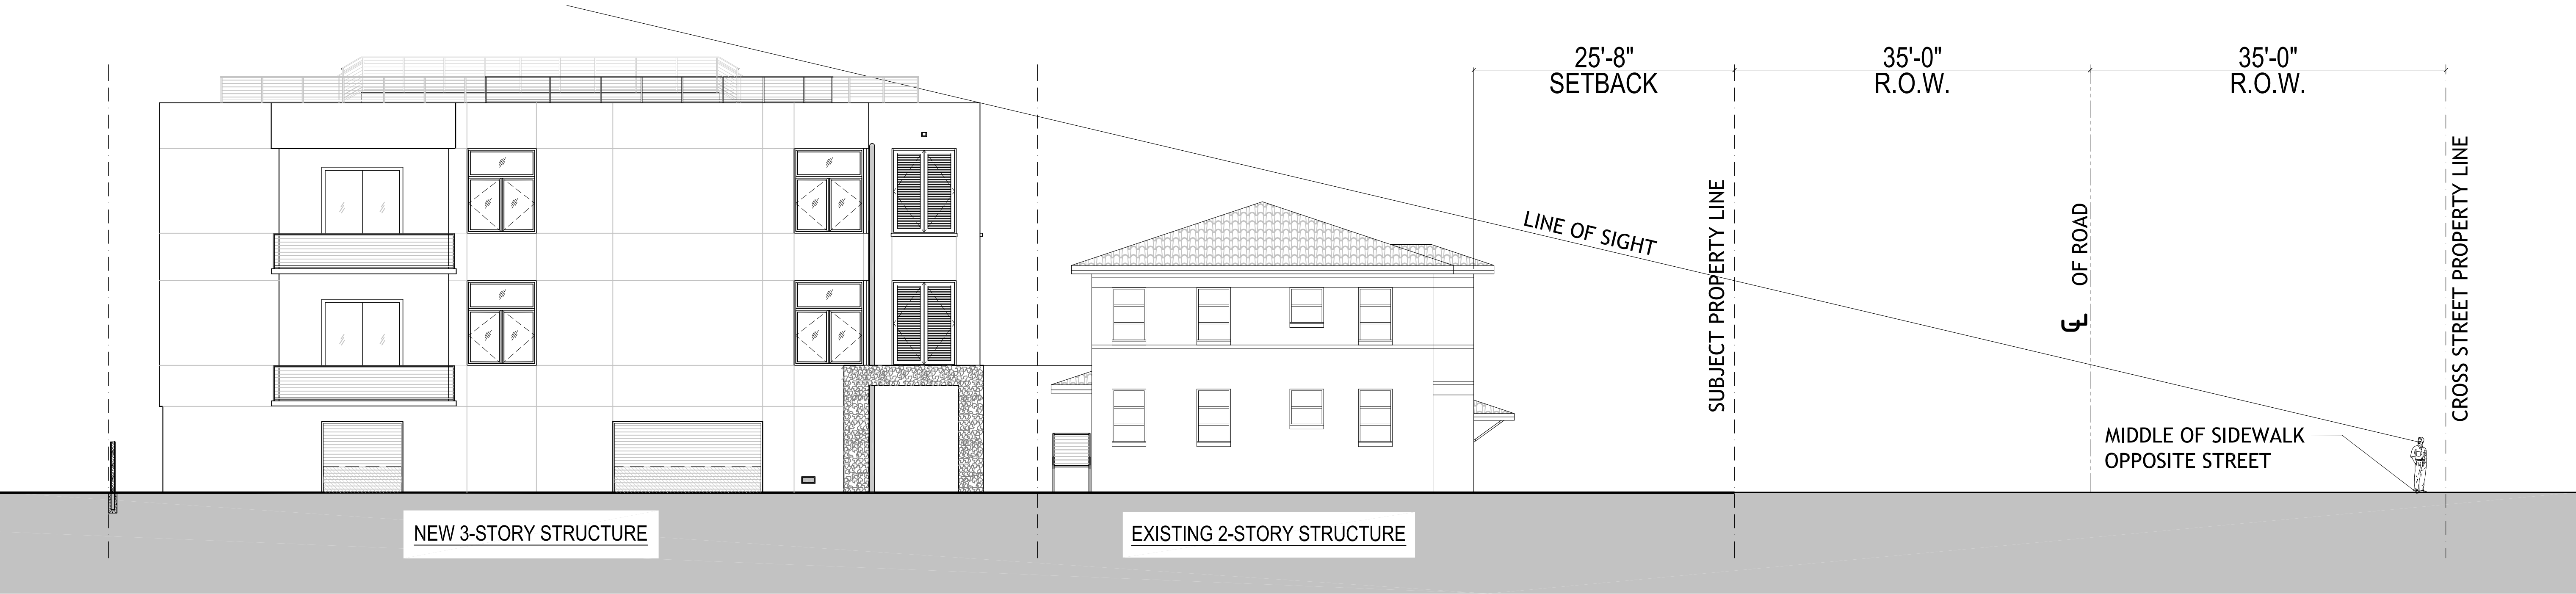 25'-8"
SETBACK
35'-0"
R.O.W.
35'-0"
R.O.W.
LINE OF SIGHT
SUBJECT PROPERTY LINE
℄ OF ROAD
CROSS STREET PROPERTY LINE
MIDDLE OF SIDEWALK
OPPOSITE STREET
NEW 3-STORY STRUCTURE
EXISTING 2-STORY STRUCTURE